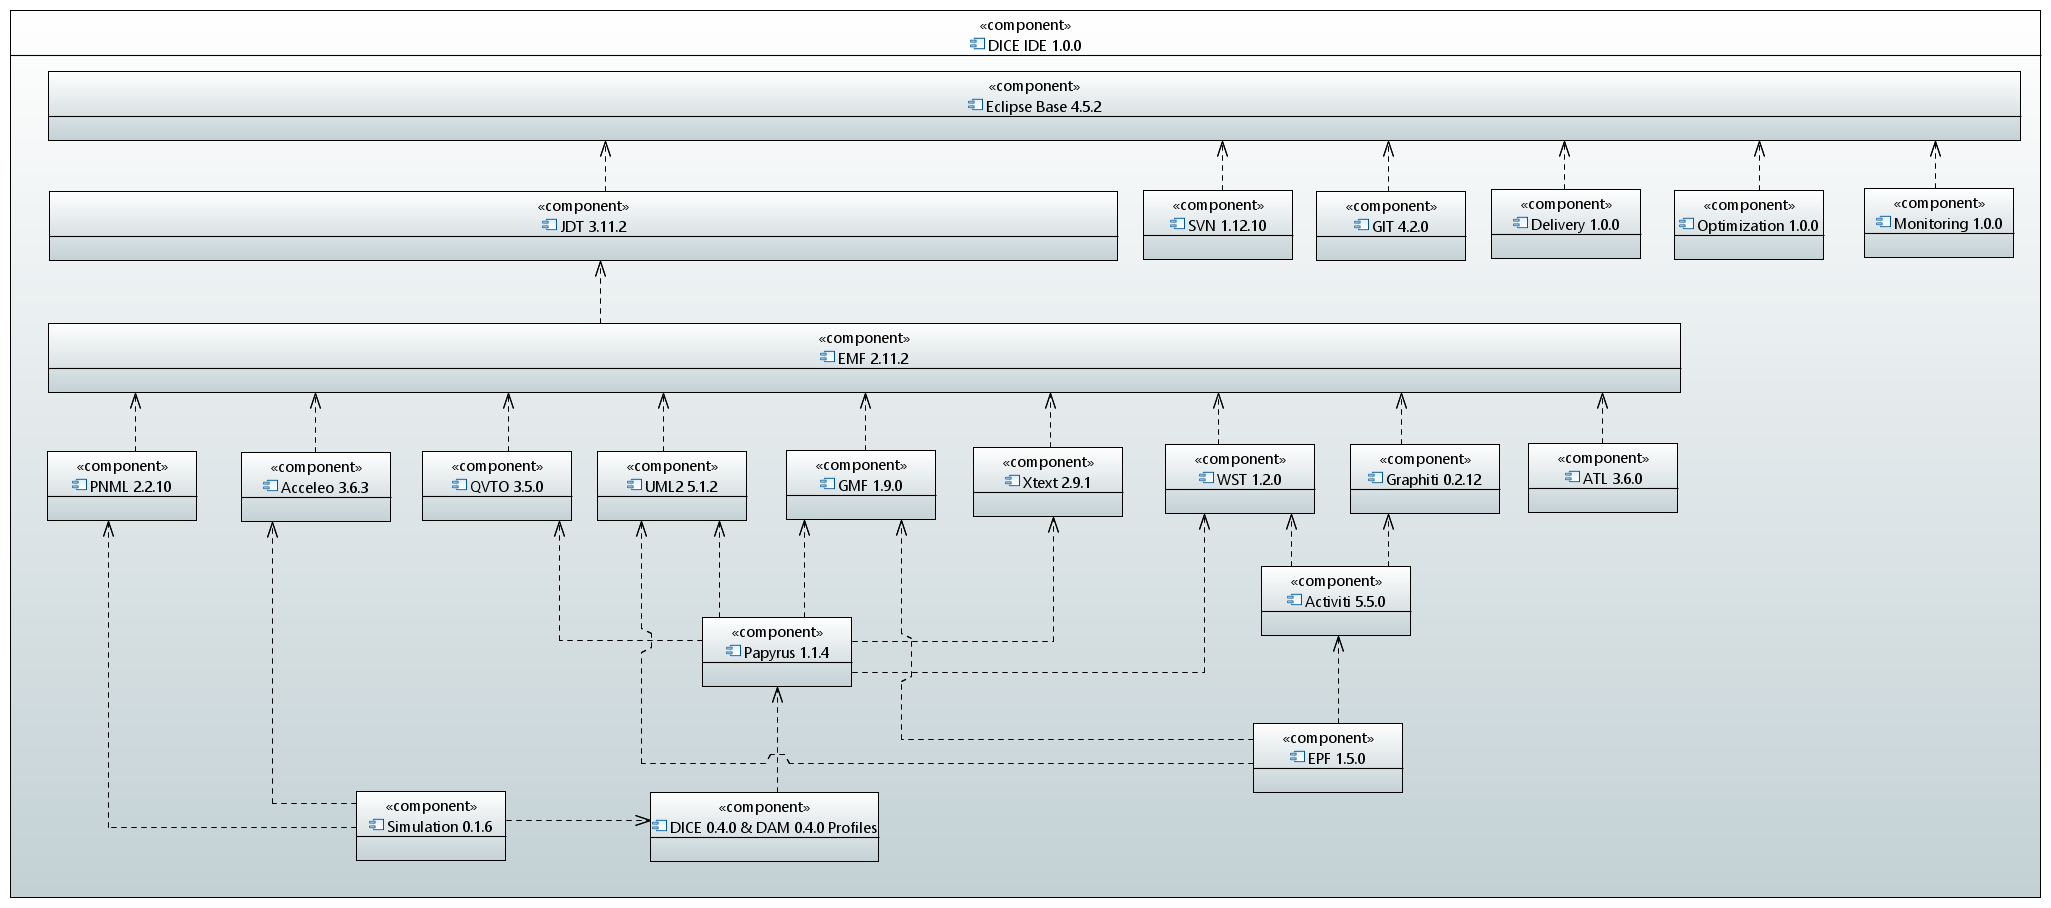 «component»
DICE IDE 1.0.0
«component»
Eclipse Base 4.5.2
«component»
JDT 3.11.2
«component»
SVN 1.12.10
«component»
GIT 4.2.0
«component»
Delivery 1.0.0
«component»
Optimization 1.0.0
«component»
Monitoring 1.0.0
«component»
EMF 2.11.2
«component»
PNML 2.2.10
«component»
Acceleo 3.6.3
«component»
QVTO 3.5.0
«component»
UML2 5.1.2
«component»
GMF 1.9.0
«component»
Xtext 2.9.1
«component»
WST 1.2.0
«component»
Graphiti 0.2.12
«component»
ATL 3.6.0
«component»
Activiti 5.5.0
«component»
Papyrus 1.1.4
«component»
EPF 1.5.0
«component»
Simulation 0.1.6
«component»
DICE 0.4.0 & DAM 0.4.0 Profiles